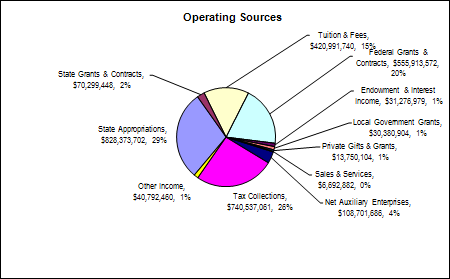 Operating Sources
Tuition & Fees,
$420,991,740, 15%
Federal Grants &
Contracts, $555,913,572,
20%
Endowment & Interest
Income, $31,276,979, 1%
Local Government Grants,
$30,380,904, 1%
Private Gifts & Grants,
$13,750,104, 1%
Sales & Services,
$6,692,882, 0%
Net Auxiliary Enterprises,
$108,701,686, 4%
Tax Collections,
$740,537,061, 26%
Other Income,
$40,792,460, 1%
State Appropriations,
$828,373,702, 29%
State Grants & Contracts,
$70,299,448, 2%